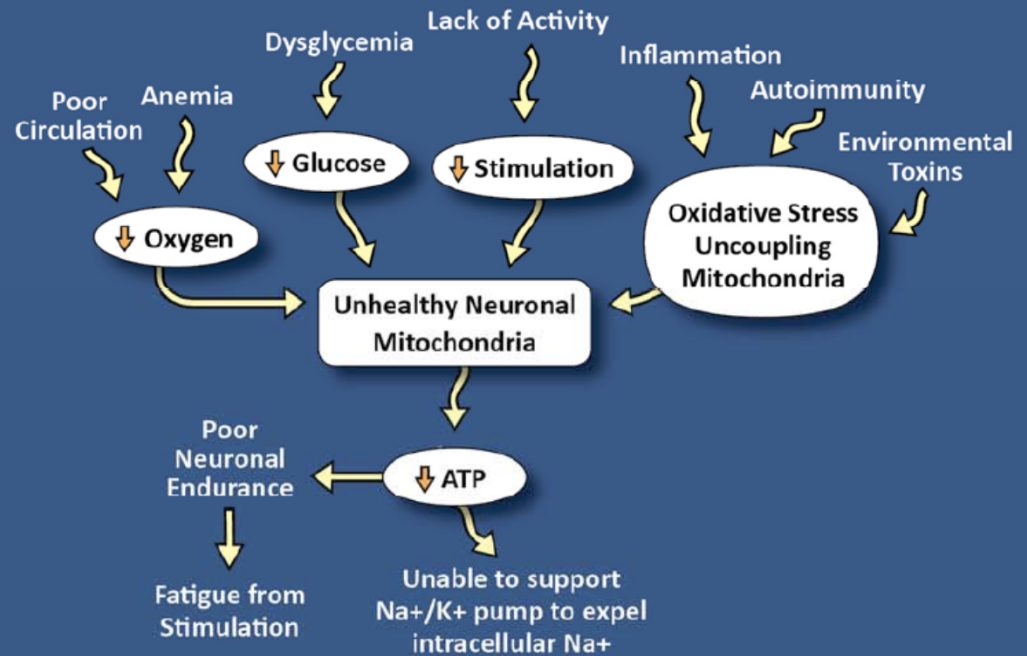 Lack of Activity
Dysglycemia
Inflammation
Autoimmunity
Anemia
Poor
Circulation
Environmental
Toxins
Glucose
Stimulation
Oxygen
Oxidative Stress
Uncoupling
Mitochondria
Unhealthy Neuronal
Mitochondria
Poor
Neuronal
Endurance
ATP
Fatigue from
Stimulation
Unable to support
Na+/K+ pump to expel
intracellular Na+